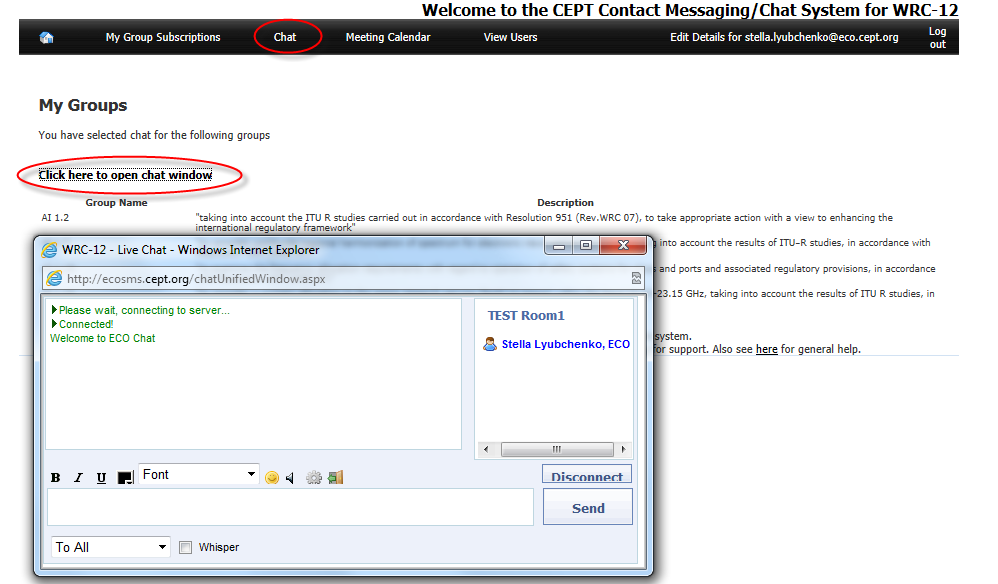 Welcome to the CEPT Contact Messaging/Chat System for WRC-12
My Group Subscriptions
Chat
Meeting Calendar
View Users
Edit Details for stella.lyubchenko@eco.cept.org
Log
out
My Groups
You have selected chat for the following groups
Click here to open chat window
Group Name
Description
AI 1.2
"taking into account the ITU R studies carried out in accordance with Resolution 951 (Rev.WRC 07), to take appropriate action with a view to enhancing the
international regulatory framework"
ing into account the results of ITU-R studies, in accordance with
s and ports and associated regulatory provisions, in accordance
-23.15 GHz, taking into account the results of ITU R studies, in
system.
for support. Also see here for general help.
WRC-12 - Live Chat - Windows Internet Explorer
http://ecosms.cept.org/chatUnifiedWindow.aspx
Please wait, connecting to server...
Connected!
Welcome to ECO Chat
TEST Room1
Stella Lyubchenko, ECO
B I U
Font
Disconnect
Send
To All
Whisper